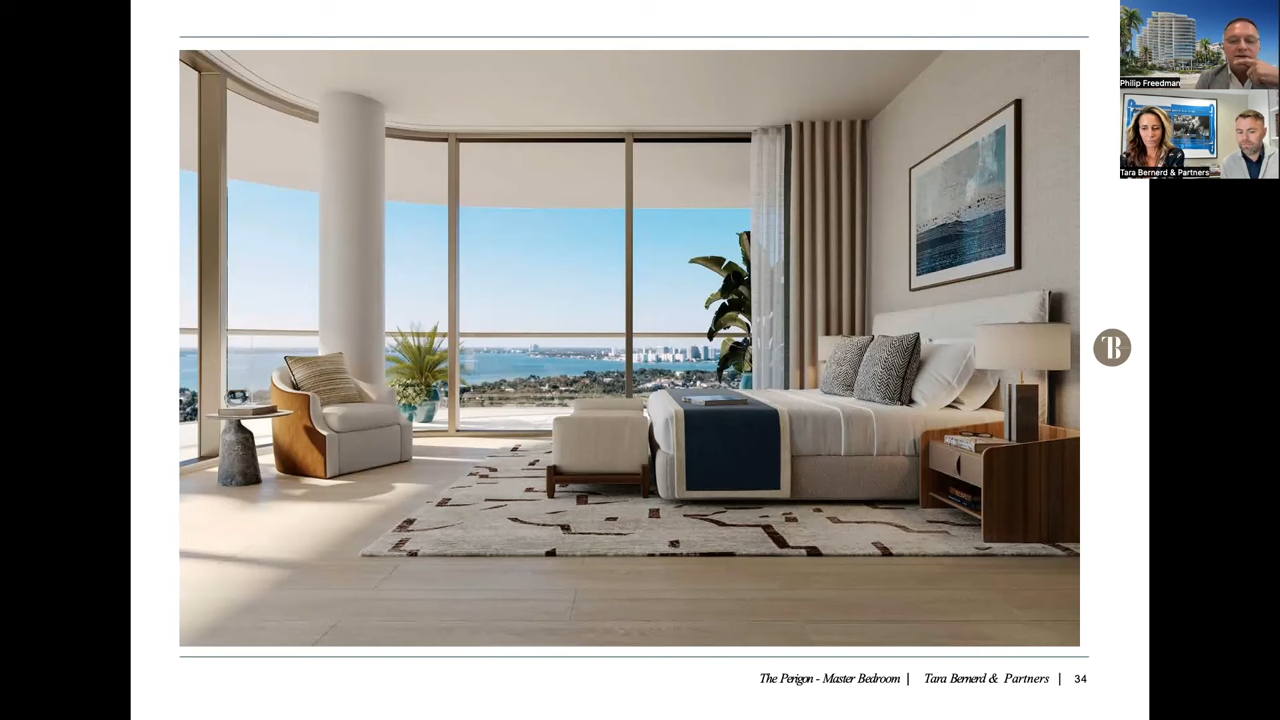 Philip Freedman
Tara Bernerd & Partners
TB
The Perigon - Master Bedroom | Tara Bernerd & Partners | 34